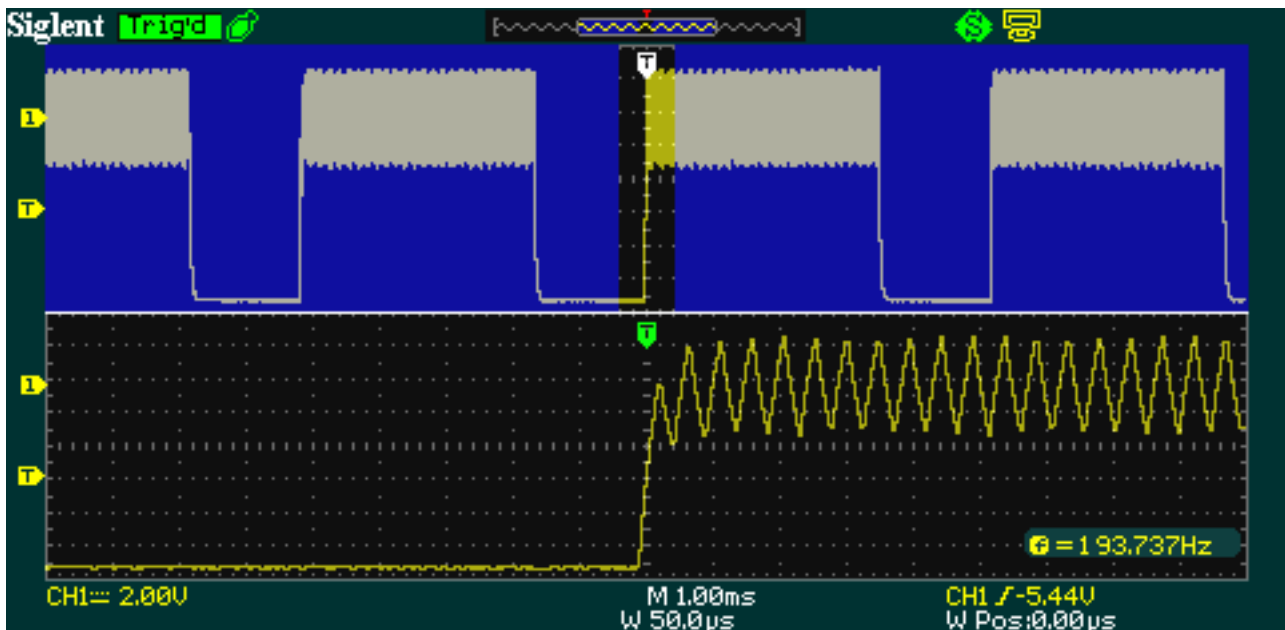 Siglent Trig'd S
T
1
T
T
1
T
f=193.737Hz
CH1 2.00V M 1.00ms CH1 -5.44V
W 50.0µs W Pos:0.00µs